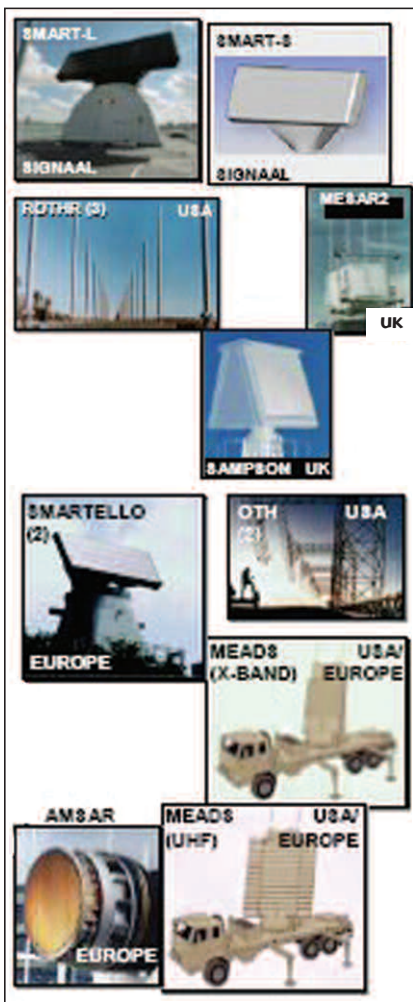 SMART-L
SIGNAAL
SMART-S
SIGNAAL
ROTHR (3) USA
MESAR2
UK
SAMPSON UK
SMARTELLO
(2)
EUROPE
OTH USA
(2)
MEADS USA/
(X-BAND) EUROPE
AMSAR
EUROPE
MEADS USA/
(UHF) EUROPE